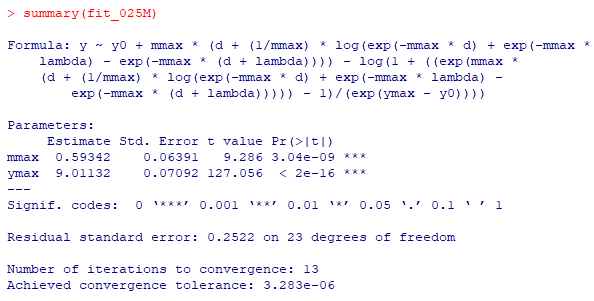 > summary(fit_025M)
Formula: y ~ y0 + mmax * (d + (1/mmax) * log(exp(-mmax * d) + exp(-mmax *
lambda) - exp(-mmax * (d + lambda)))) - log(1 + ((exp(mmax *
(d + (1/mmax) * log(exp(-mmax * d) + exp(-mmax * lambda) -
exp(-mmax * (d + lambda))))) - 1)/(exp(ymax - y0))))
Parameters:
Estimate Std. Error t value Pr(>|t|)
mmax 0.59342 0.06391 9.286 3.04e-09 ***
ymax 9.01132 0.07092 127.056 < 2e-16 ***
---
Signif. codes: 0 ‘***’ 0.001 ‘**’ 0.01 ‘*’ 0.05 ‘.’ 0.1 ‘ ’ 1
Residual standard error: 0.2522 on 23 degrees of freedom
Number of iterations to convergence: 13
Achieved convergence tolerance: 3.283e-06